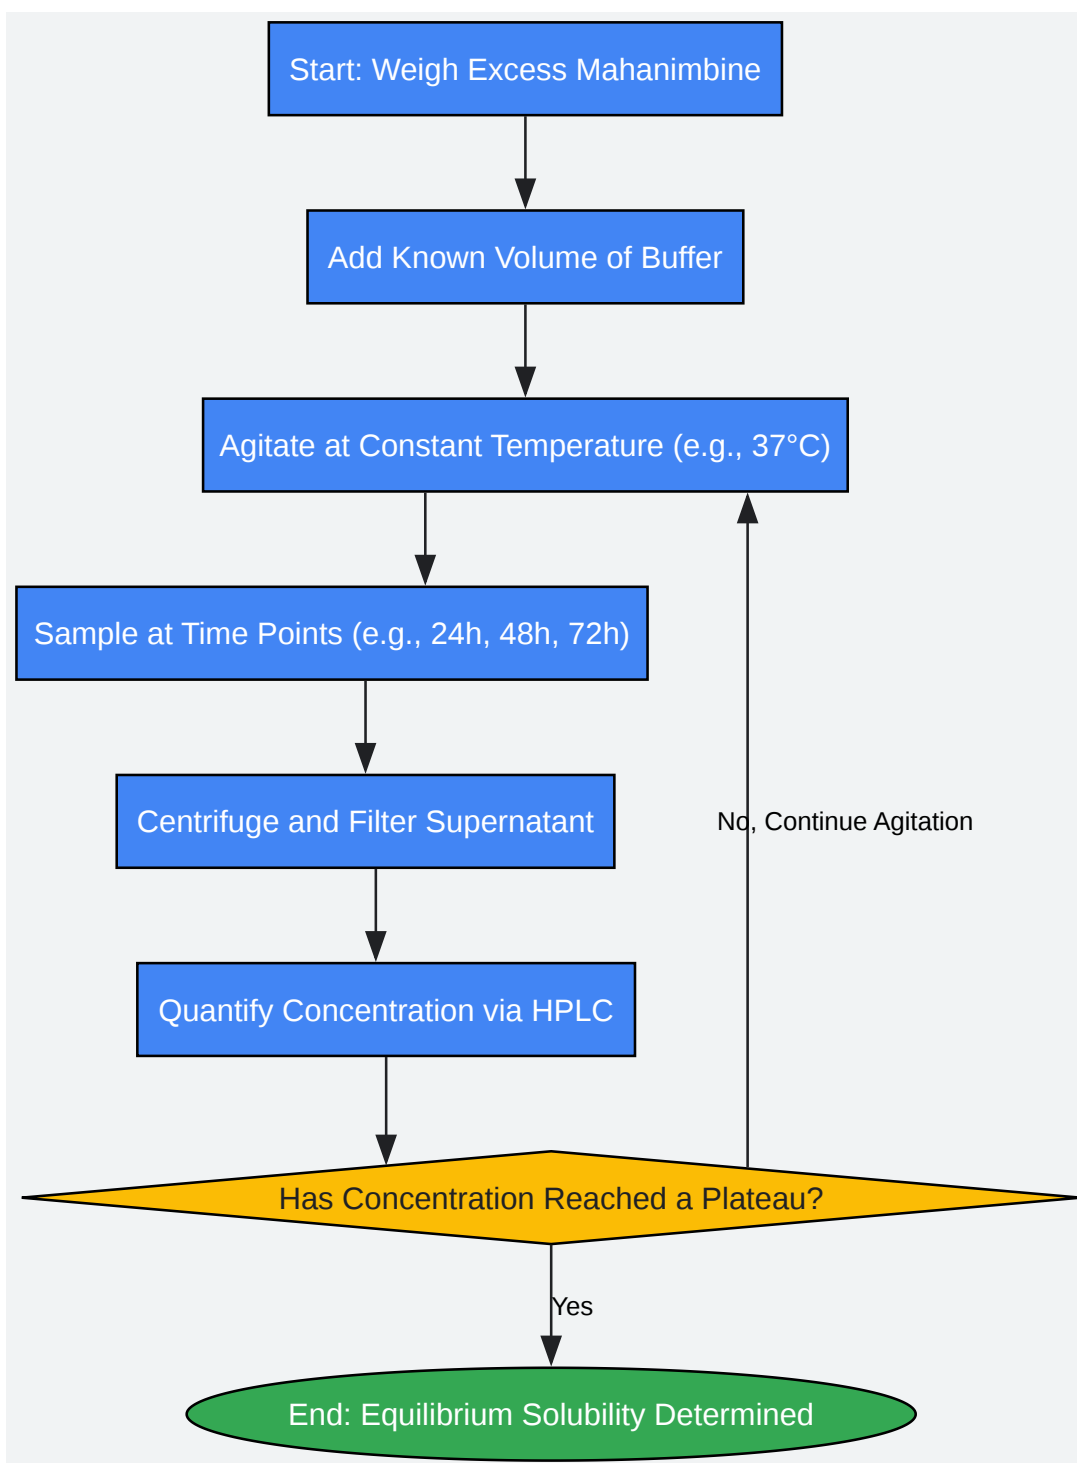 Start: Weigh Excess Mahanimbine
Add Known Volume of Buffer
Agitate at Constant Temperature (e.g., 37°C)
Sample at Time Points (e.g., 24h, 48h, 72h)
Centrifuge and Filter Supernatant
No, Continue Agitation
Quantify Concentration via HPLC
Has Concentration Reached a Plateau?
Yes
End: Equilibrium Solubility Determined